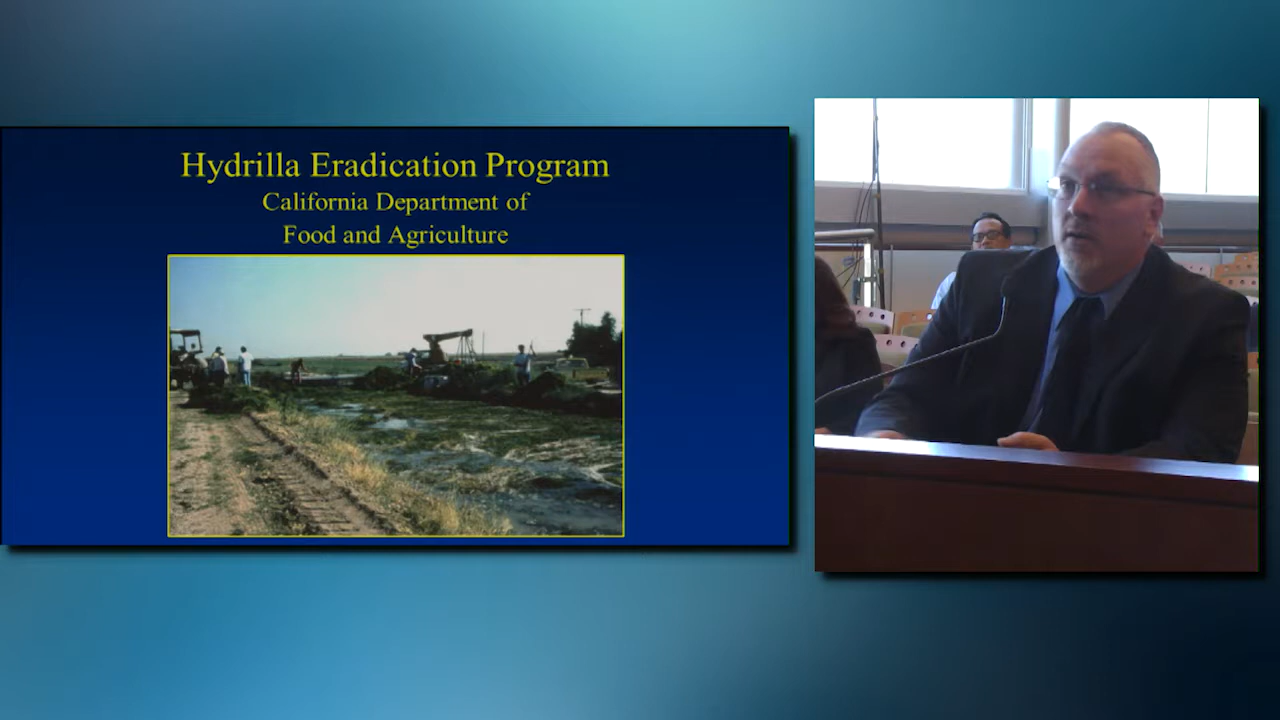 Hydrilla Eradication Program
California Department of
Food and Agriculture